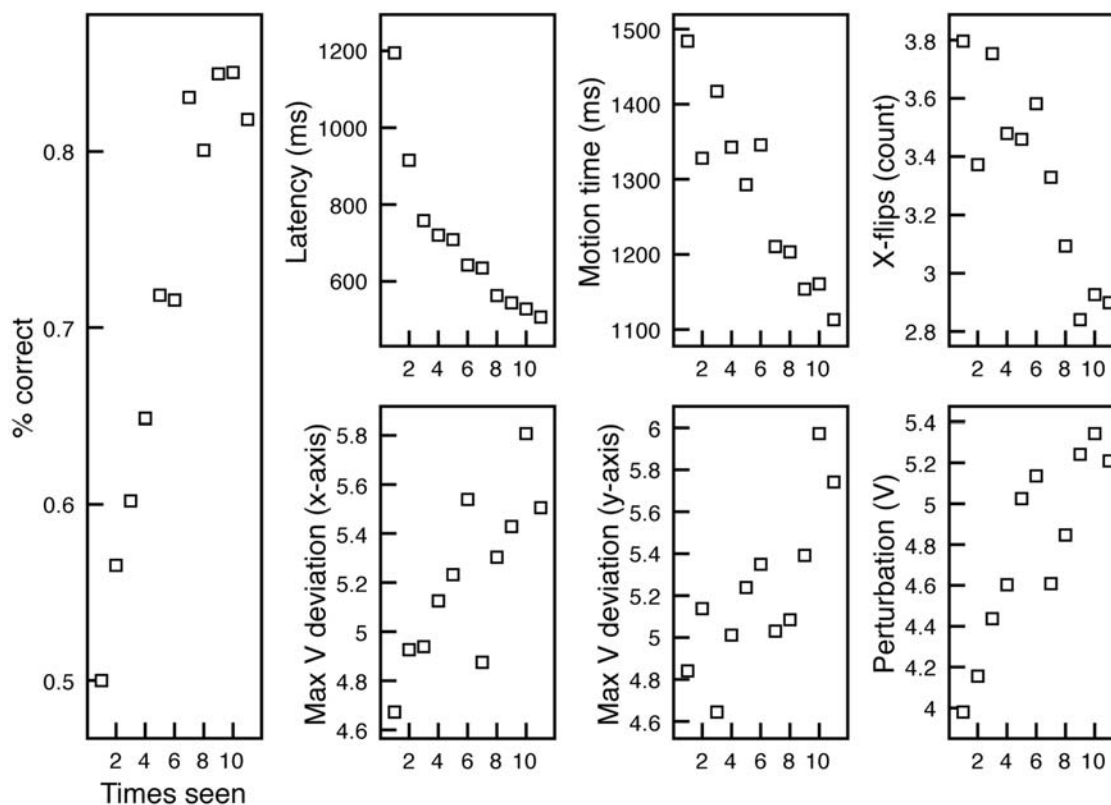 % correct
0.8
0.7
0.6
0.5
2 4 6 8 10
Times seen
Latency (ms)
1200
1000
800
600
2 4 6 8 10
Motion time (ms)
1500
1400
1300
1200
1100
2 4 6 8 10
X-flips (count)
3.8
3.6
3.4
3.2
3
2.8
2 4 6 8 10
Max V deviation (x-axis)
5.8
5.6
5.4
5.2
5
4.8
4.6
2 4 6 8 10
Max V deviation (y-axis)
6
5.8
5.6
5.4
5.2
5
4.8
4.6
2 4 6 8 10
Perturbation (V)
5.4
5.2
5
4.8
4.6
4.4
4.2
4
2 4 6 8 10